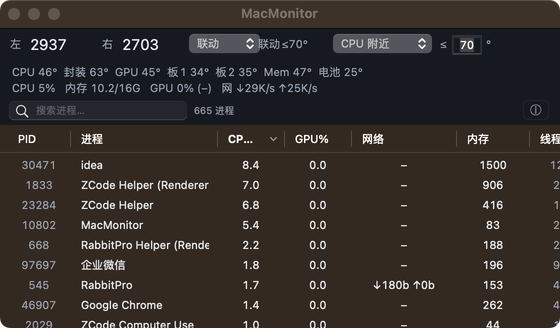 MacMonitor
左 2937 右 2703 联动 联动 ≤70° CPU 附近 ≤ 70 °
CPU 46° 封装 63° GPU 45° 板1 34° 板2 35° Mem 47° 电池 25°
CPU 5% 内存 10.2/16G GPU 0% (–) 网 ↓29K/s ↑25K/s
搜索进程... 665 进程
PID 进程 CP... GPU% 网络 内存 线程
30471 idea 8.4 0.0 – 1500
1833 ZCode Helper (Renderer 7.0 0.0 – 906
23284 ZCode Helper 6.8 0.0 – 416
10802 MacMonitor 5.4 0.0 – 83
668 RabbitPro Helper (Rende 2.2 0.0 – 188
97697 企业微信 1.8 0.0 – 196
545 RabbitPro 1.7 0.0 ↓180b ↑0b 153
46907 Google Chrome 1.4 0.0 – 262
2029 ZCode Computer Use 1.0 0.0 – 44